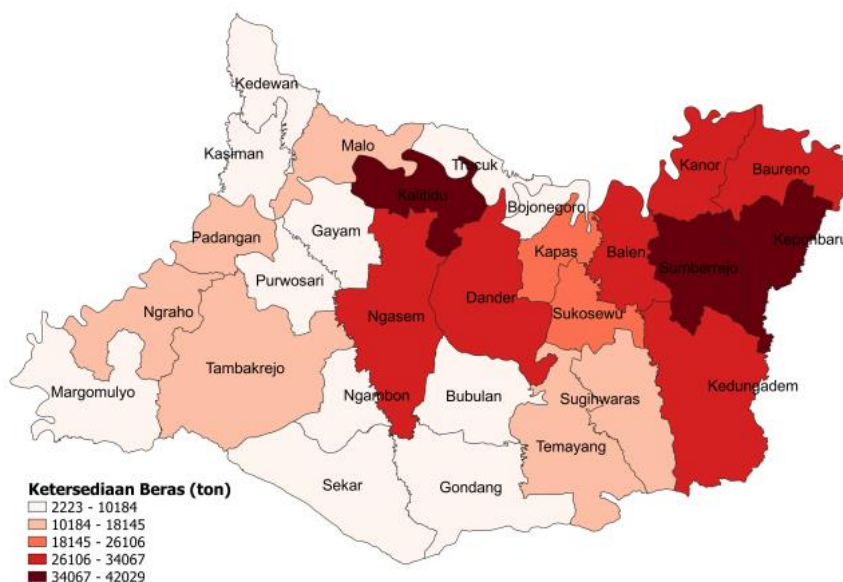 Kedewan
Malo
Kasiman
Trucuk
Kanor
Baureno
Kalitidu
Bojonegoro
Gayam
Padangan
Kapas
Balen
Kepohbaru
Sumberrejo
Purwosari
Ngraho
Ngasem
Dander
Sukosewu
Tambakrejo
Margomulyo
Ngambon
Bubulan
Sugihwaras
Kedungadem
Temayang
Sekar
Gondang
Ketersediaan Beras (ton)
2223 - 10184
10184 - 18145
18145 - 26106
26106 - 34067
34067 - 42029